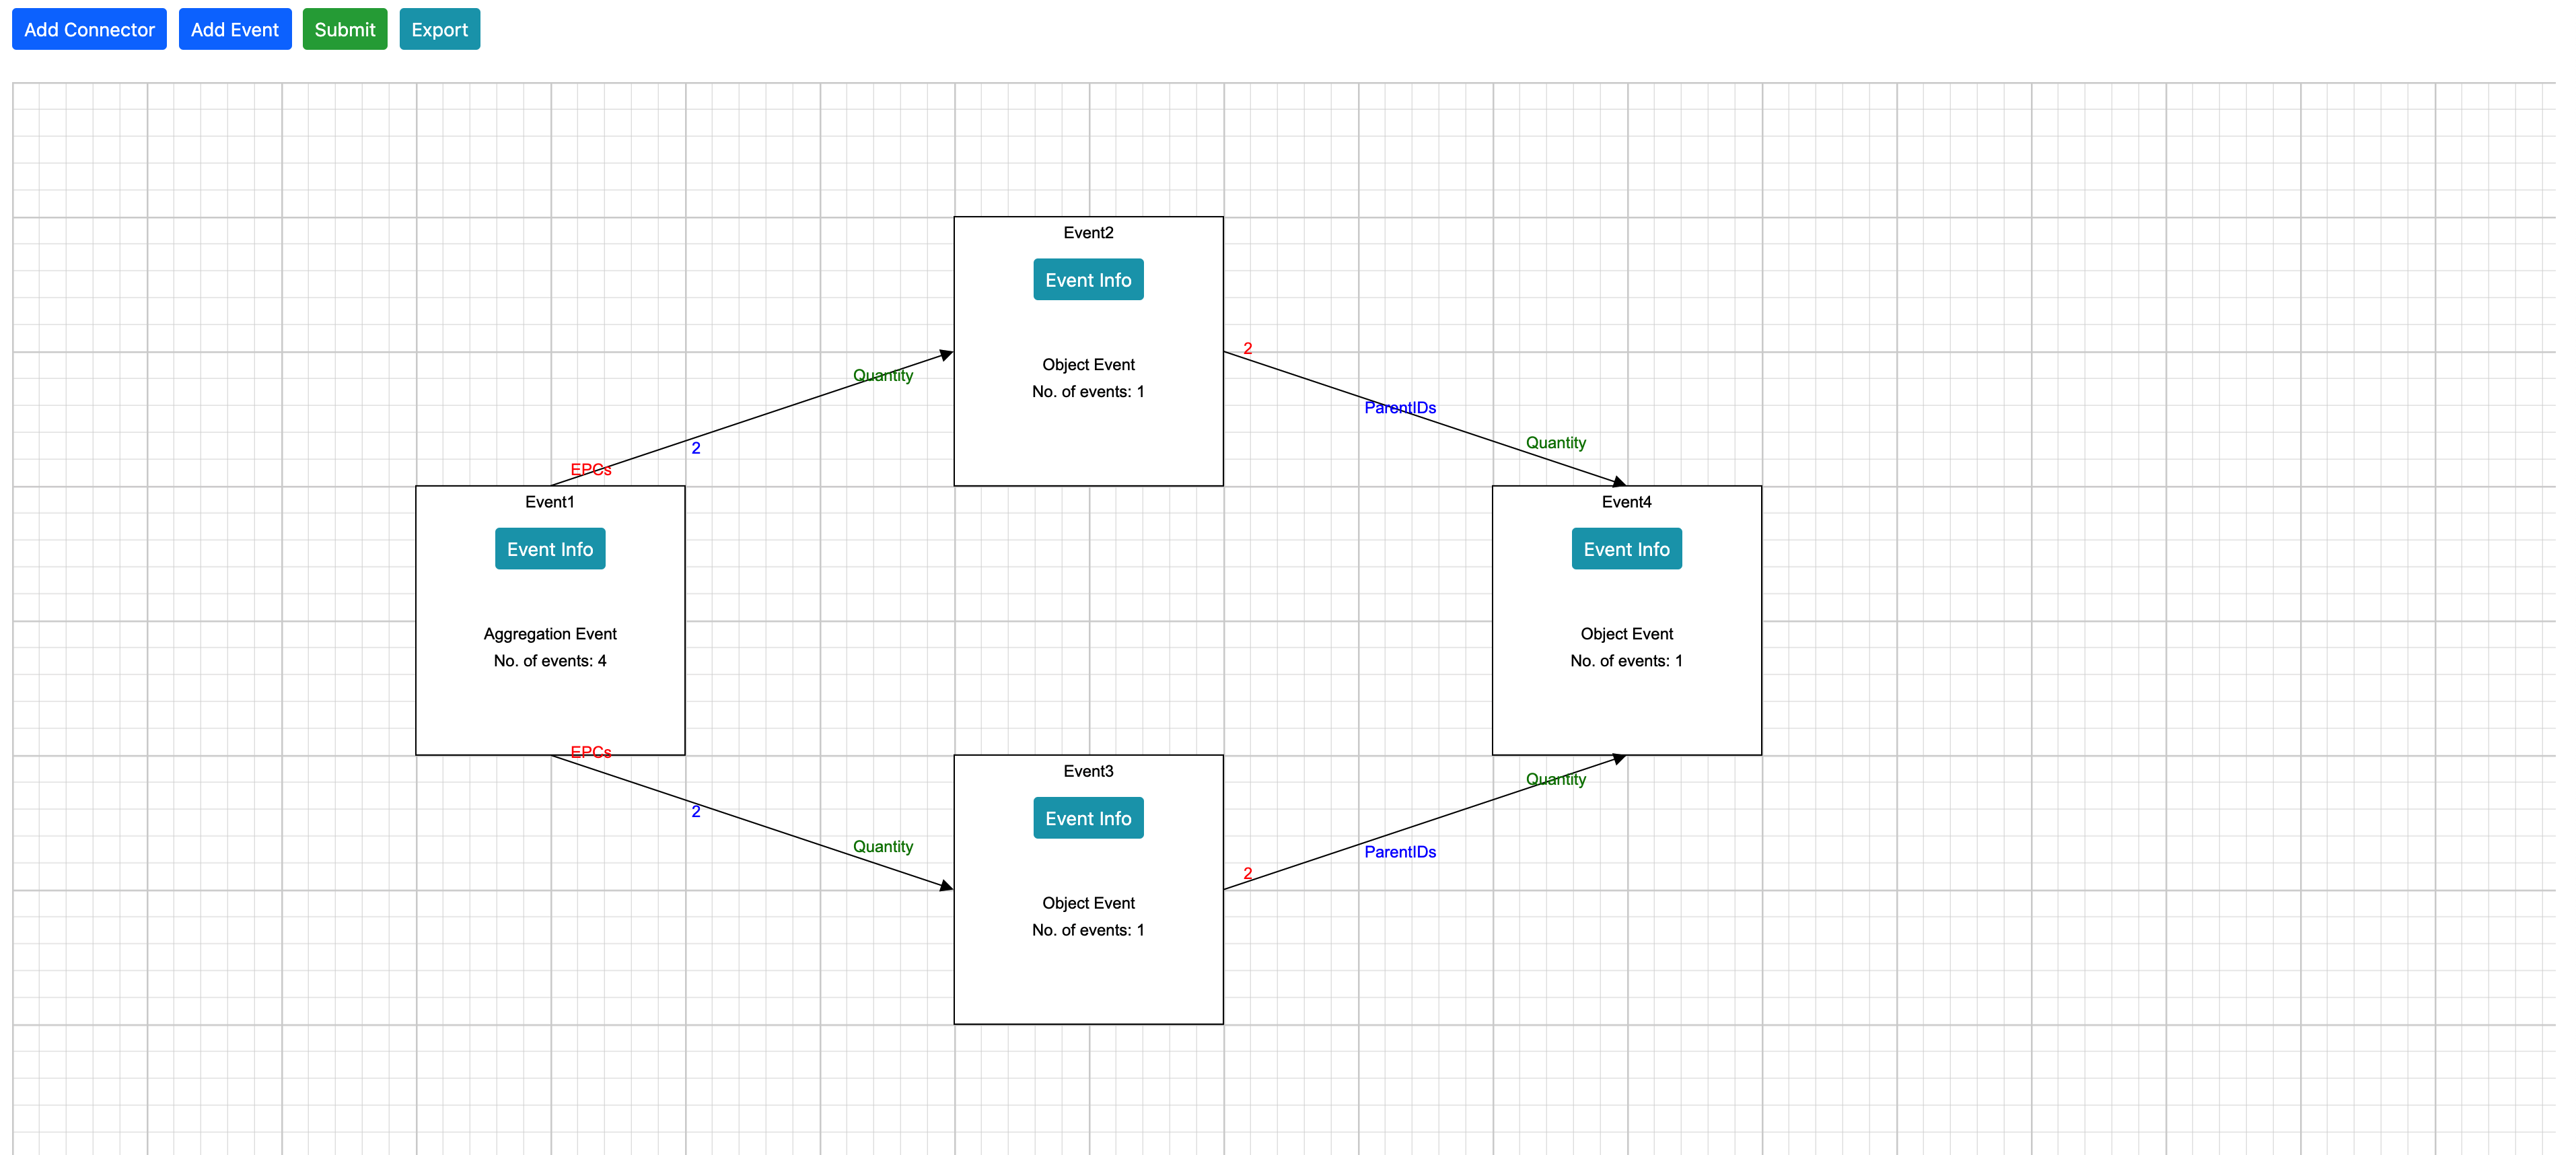 Add Connector
Add Event
Submit
Export
Event2
Event Info
Object Event
No. of events: 1
Quantity
2
EPCs
2
ParentIDs
Quantity
Event1
Event Info
Aggregation Event
No. of events: 4
Event4
Event Info
Object Event
No. of events: 1
EPCs
2
Quantity
Event3
Event Info
Object Event
No. of events: 1
2
ParentIDs
Quantity